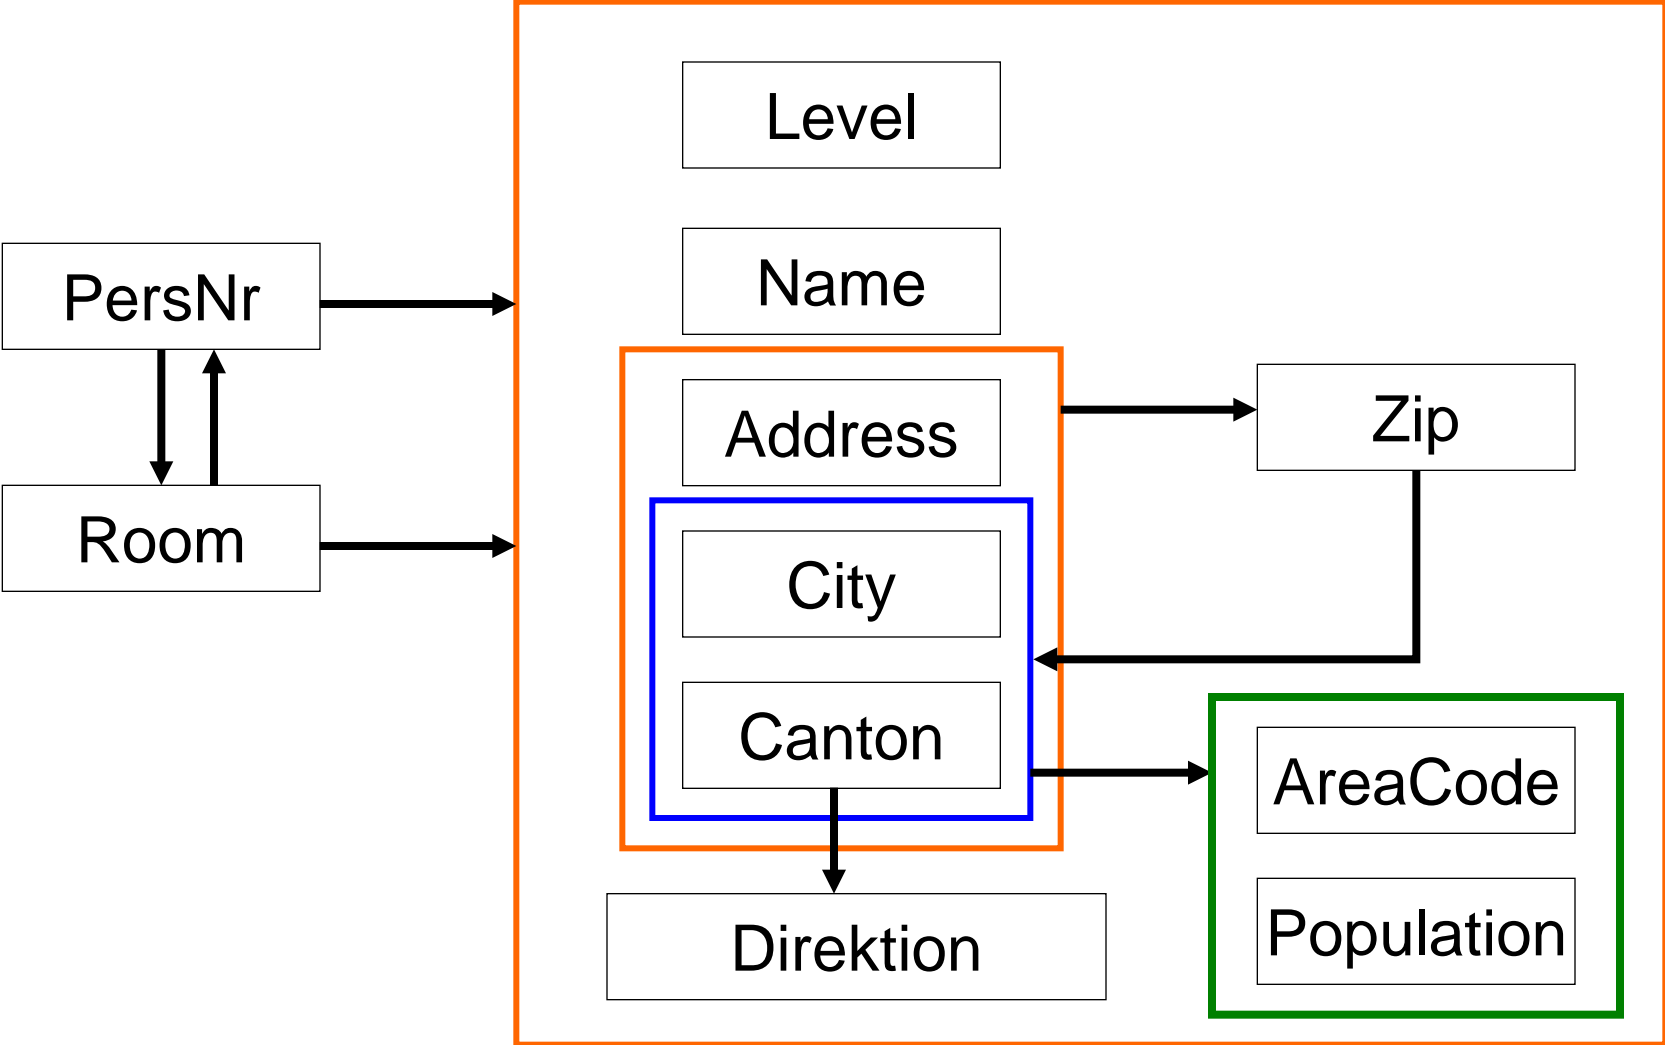 Level
Name
PersNr
Address
Zip
Room
City
Canton
AreaCode
Direktion
Population